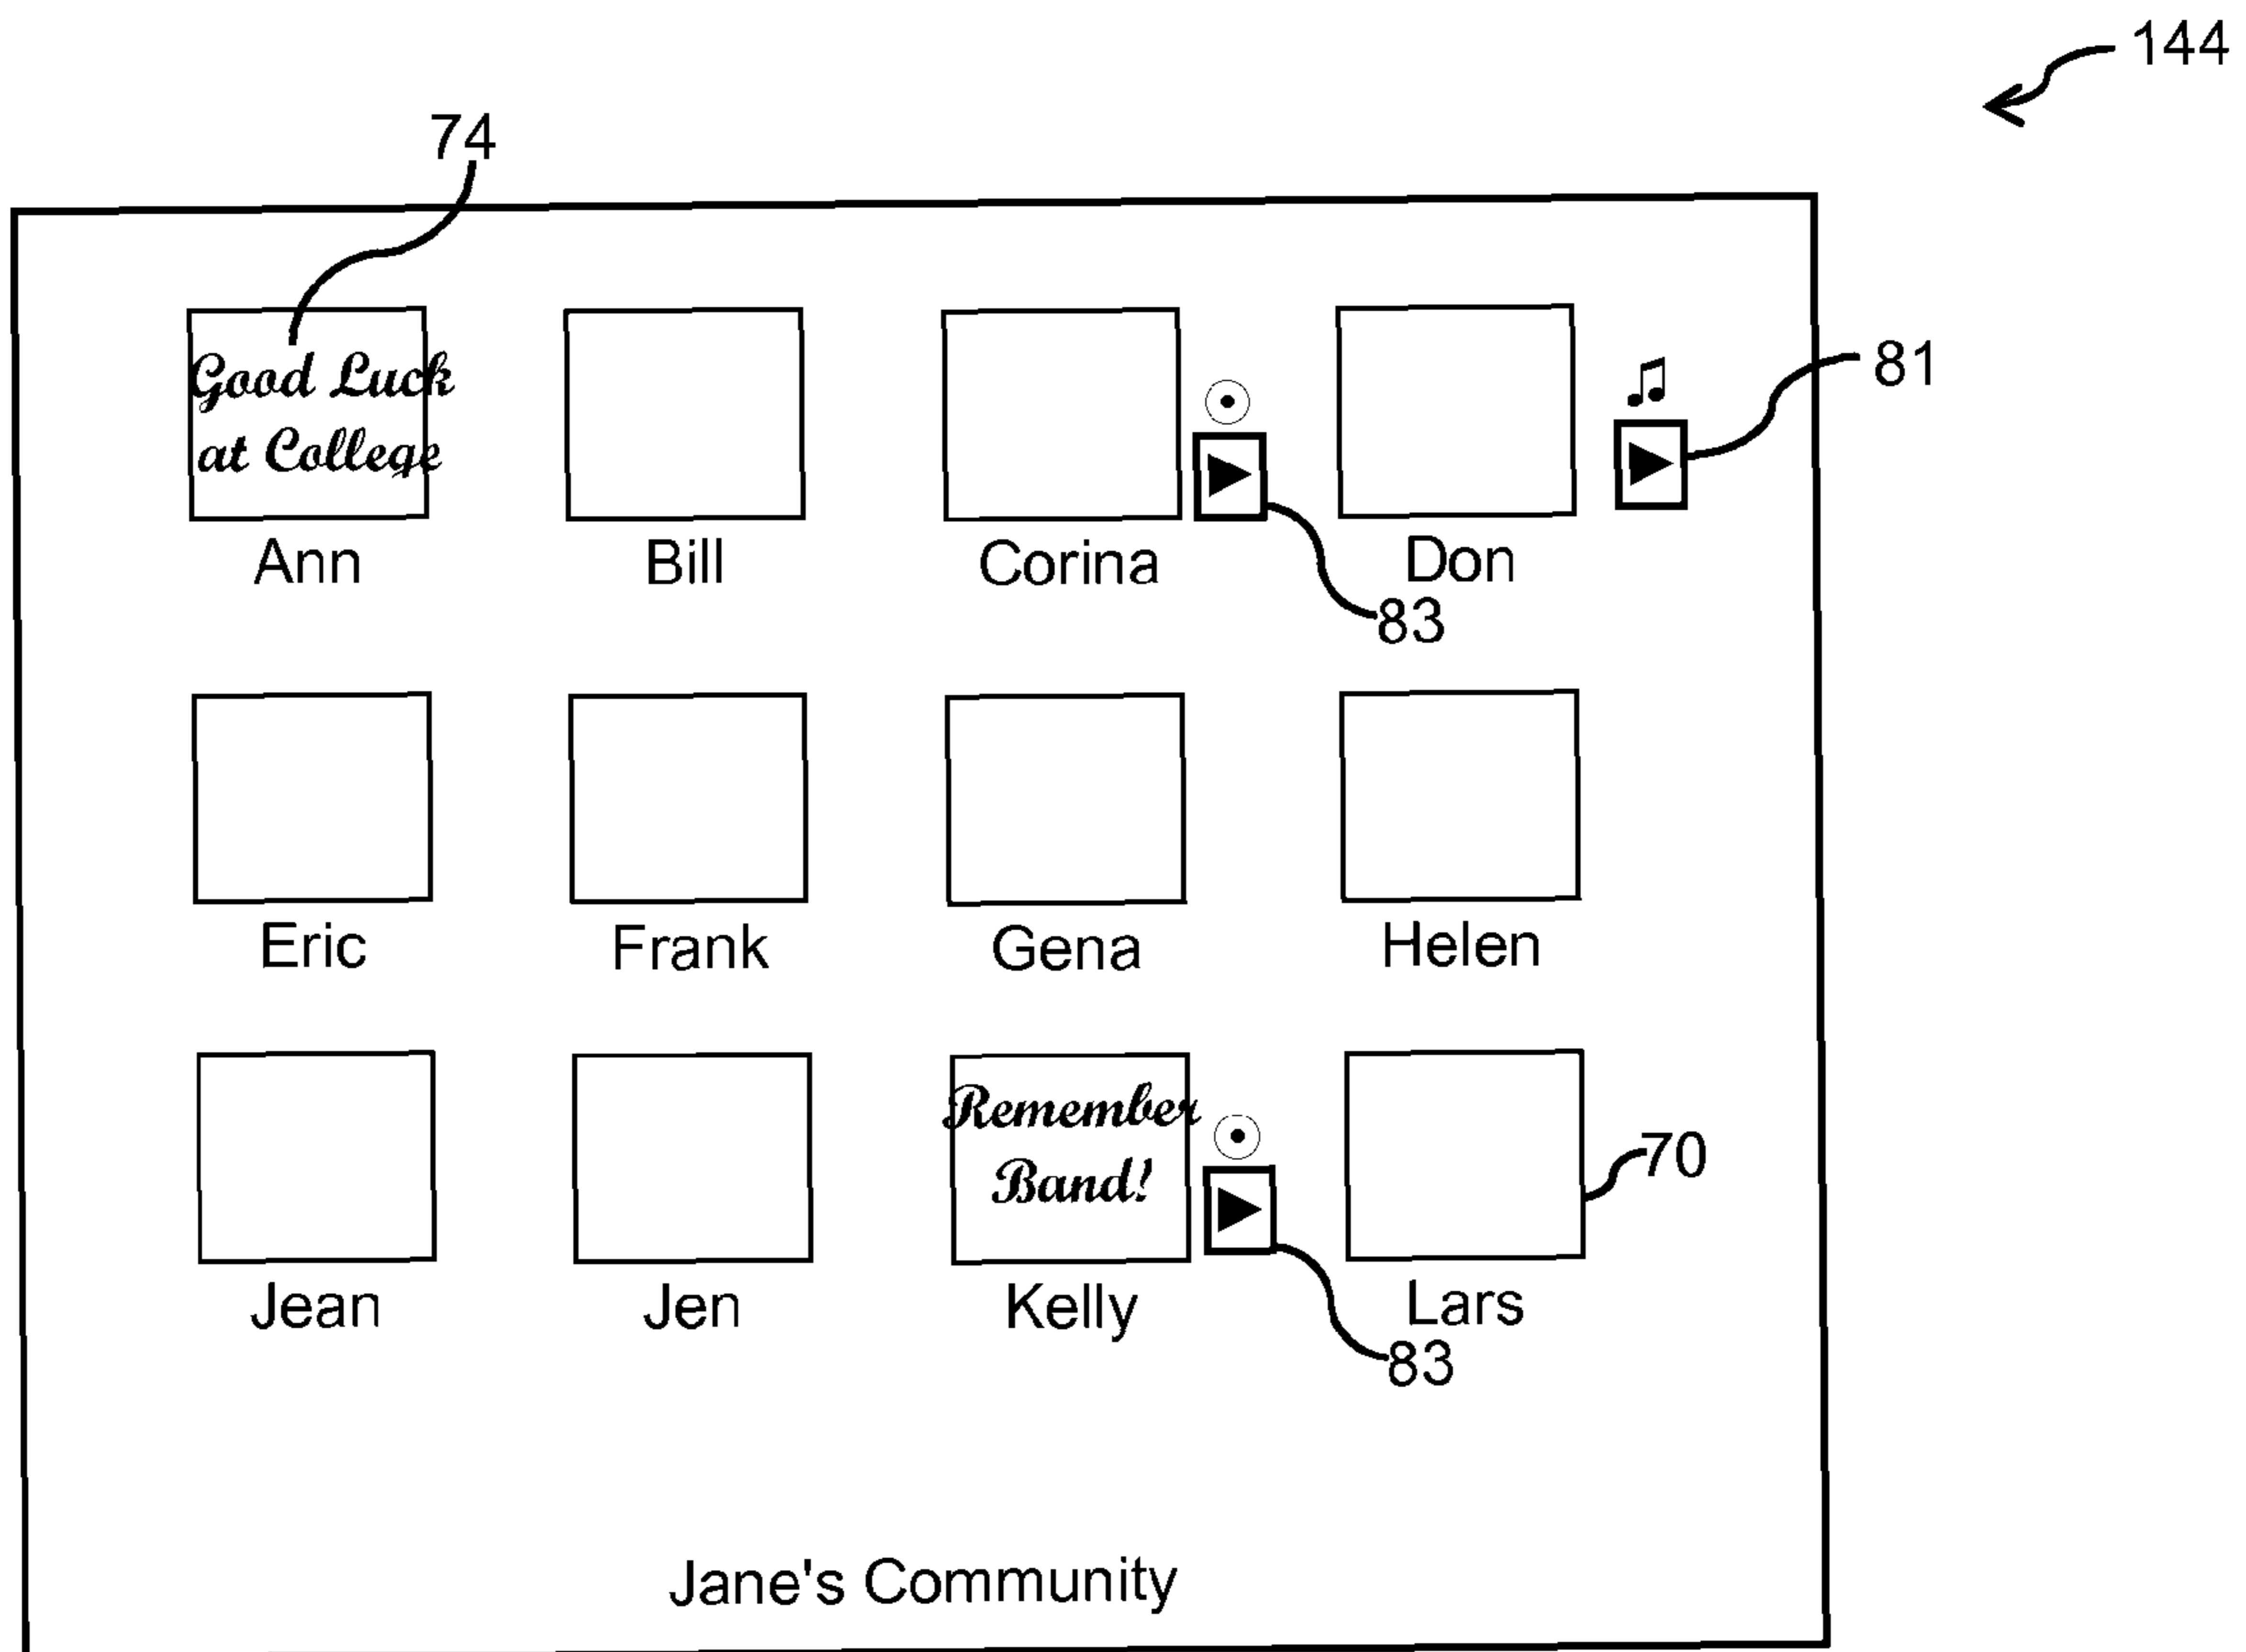 144
74
Good Luck
at College
81
Ann Bill Corina Don
83
Eric Frank Gena Helen
Remember
Band!
70
Jean Jen Kelly Lars
83
Jane's Community